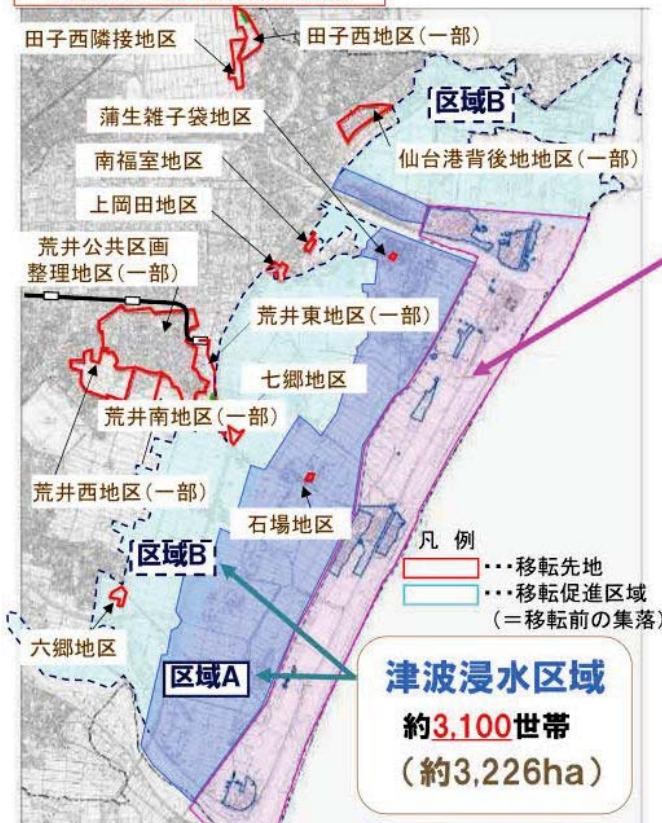 田子西隣接地区
田子西地区(一部)
蒲生雑子袋地区
区域B
南福室地区
仙台港背後地地区(一部)
上岡田地区
荒井公共区画
整理地区(一部)
荒井東地区(一部)
七郷地区
荒井南地区(一部)
荒井西地区(一部)
石場地区
凡 例
区域B
…移転先地
…移転促進区域
(=移転前の集落)
六郷地区
区域A
津波浸水区域
約3,100世帯
(約3,226ha)